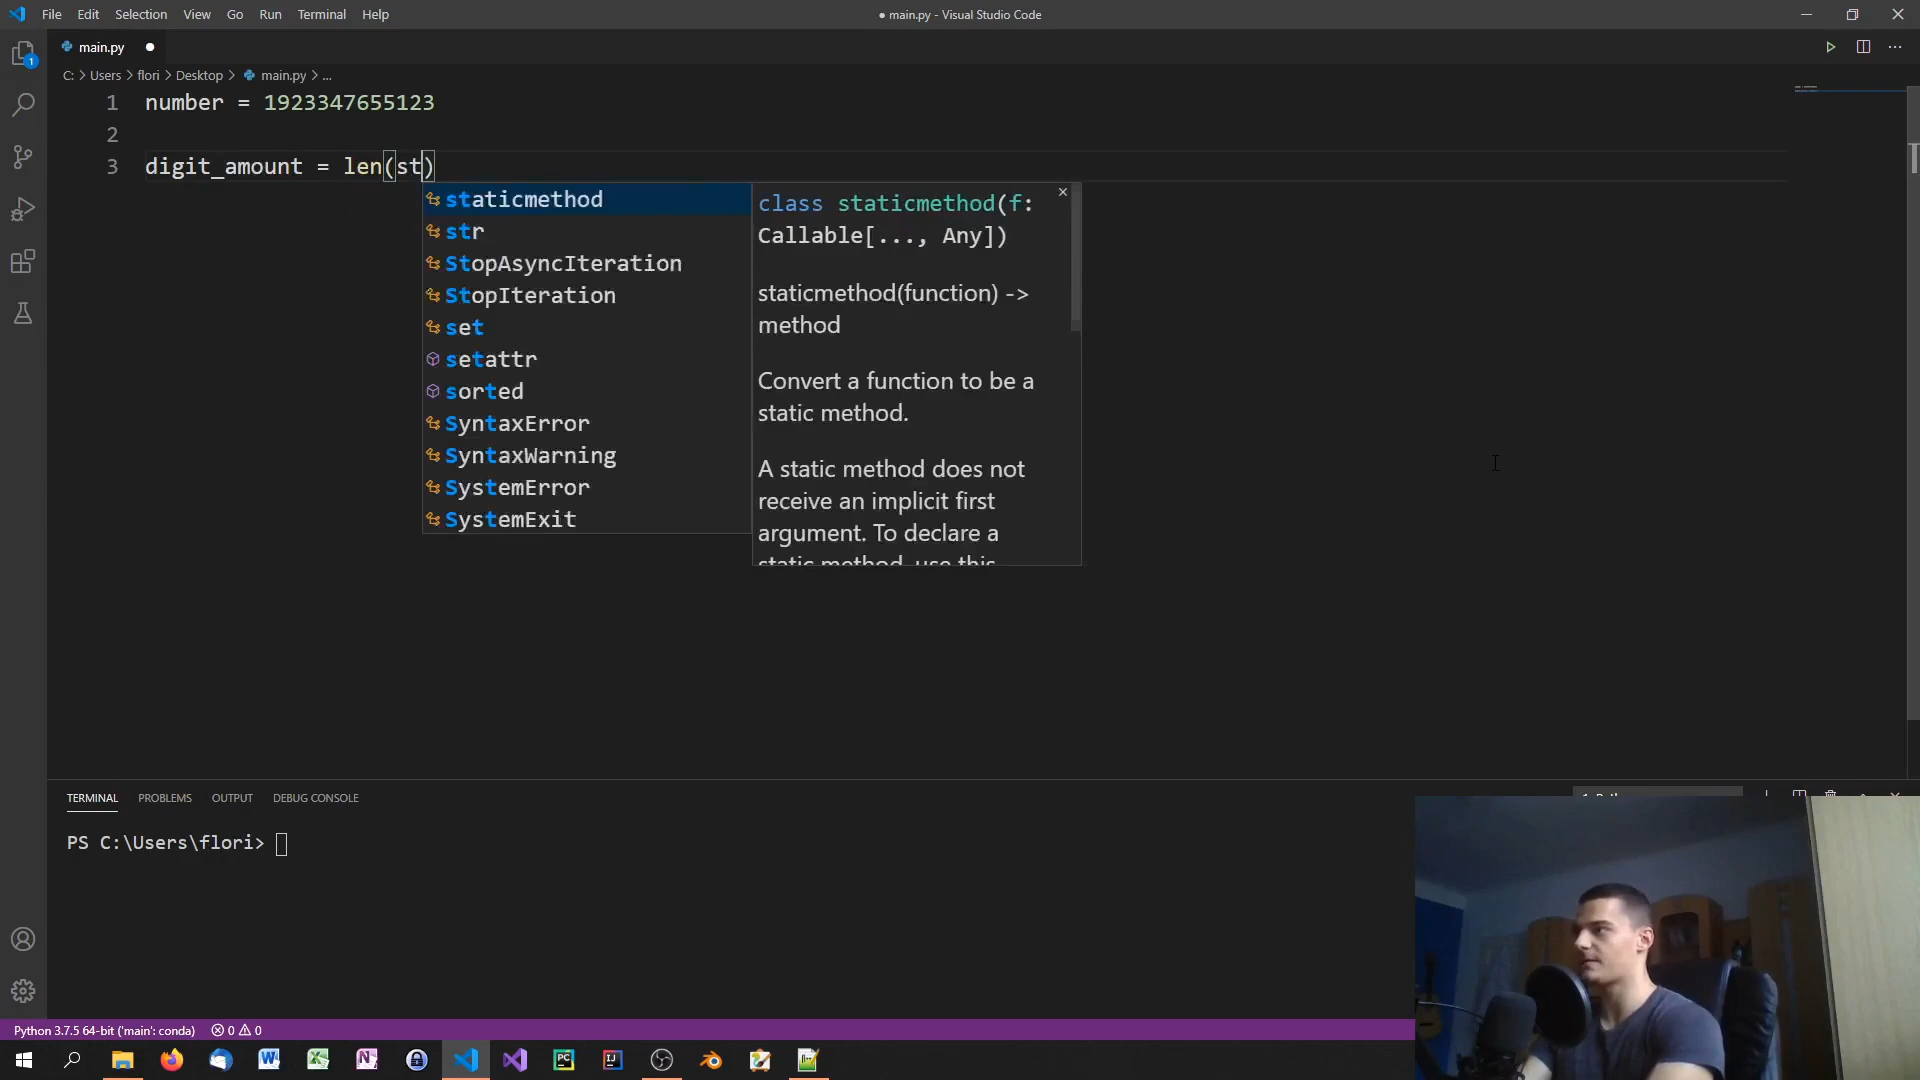 File Edit Selection View Go Run Terminal Help
● main.py - Visual Studio Code
main.py
C: > Users > flori > Desktop > main.py > ...
1 number = 1923347655123
2
3 digit_amount = len(st)
staticmethod
str
StopAsyncIteration
StopIteration
set
setattr
sorted
SyntaxError
SyntaxWarning
SystemError
SystemExit
class staticmethod(f:
Callable[..., Any])
staticmethod(function) ->
method
Convert a function to be a
static method.
A static method does not
receive an implicit first
argument. To declare a
static method, use this
TERMINAL PROBLEMS OUTPUT DEBUG CONSOLE
PS C:\Users\flori>
Python 3.7.5 64-bit ('main': conda) 0 0